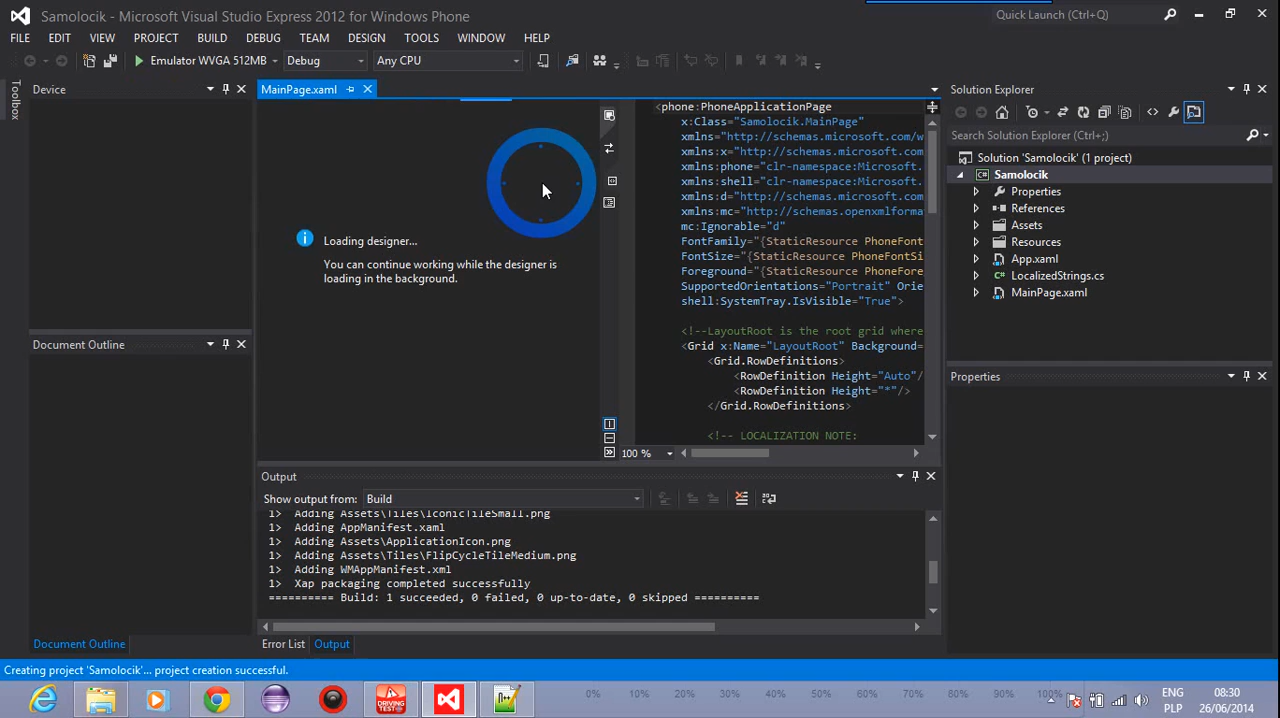 Samolocik - Microsoft Visual Studio Express 2012 for Windows Phone
Quick Launch (Ctrl+Q)
FILE EDIT VIEW PROJECT BUILD DEBUG TEAM DESIGN TOOLS WINDOW HELP
Emulator WVGA 512MB Debug Any CPU
Toolbox
Device
MainPage.xaml
Loading designer...
You can continue working while the designer is
loading in the background.
<phone:PhoneApplicationPage
x:Class="Samolocik.MainPage"
xmlns="http://schemas.microsoft.com/w
xmlns:x="http://schemas.microsoft.com
xmlns:phone="clr-namespace:Microsoft.
xmlns:shell="clr-namespace:Microsoft.
xmlns:d="http://schemas.microsoft.com
xmlns:mc="http://schemas.openxmlforma
mc:Ignorable="d"
FontFamily="{StaticResource PhoneFont
FontSize="{StaticResource PhoneFontSi
Foreground="{StaticResource PhoneFore
SupportedOrientations="Portrait" Orie
shell:SystemTray.IsVisible="True">
<!--LayoutRoot is the root grid where
<Grid x:Name="LayoutRoot" Background=
<Grid.RowDefinitions>
<RowDefinition Height="Auto"/
<RowDefinition Height="*"/>
</Grid.RowDefinitions>
<!-- LOCALIZATION NOTE:
100 %
Solution Explorer
Search Solution Explorer (Ctrl+;)
Solution 'Samolocik' (1 project)
Samolocik
Properties
References
Assets
Resources
App.xaml
LocalizedStrings.cs
MainPage.xaml
Properties
Document Outline
Document Outline
Output
Show output from: Build
1> Adding Assets\Tiles\IconicTileSmall.png
1> Adding AppManifest.xaml
1> Adding Assets\ApplicationIcon.png
1> Adding Assets\Tiles\FlipCycleTileMedium.png
1> Adding WMAppManifest.xml
1> Xap packaging completed successfully
========== Build: 1 succeeded, 0 failed, 0 up-to-date, 0 skipped ==========
Error List Output
Creating project 'Samolocik'... project creation successful.
DRIVING TEST
0% 10% 20% 30% 40% 50% 60% 70% 80% 90% 100%
ENG
PLP
08:30
26/06/2014